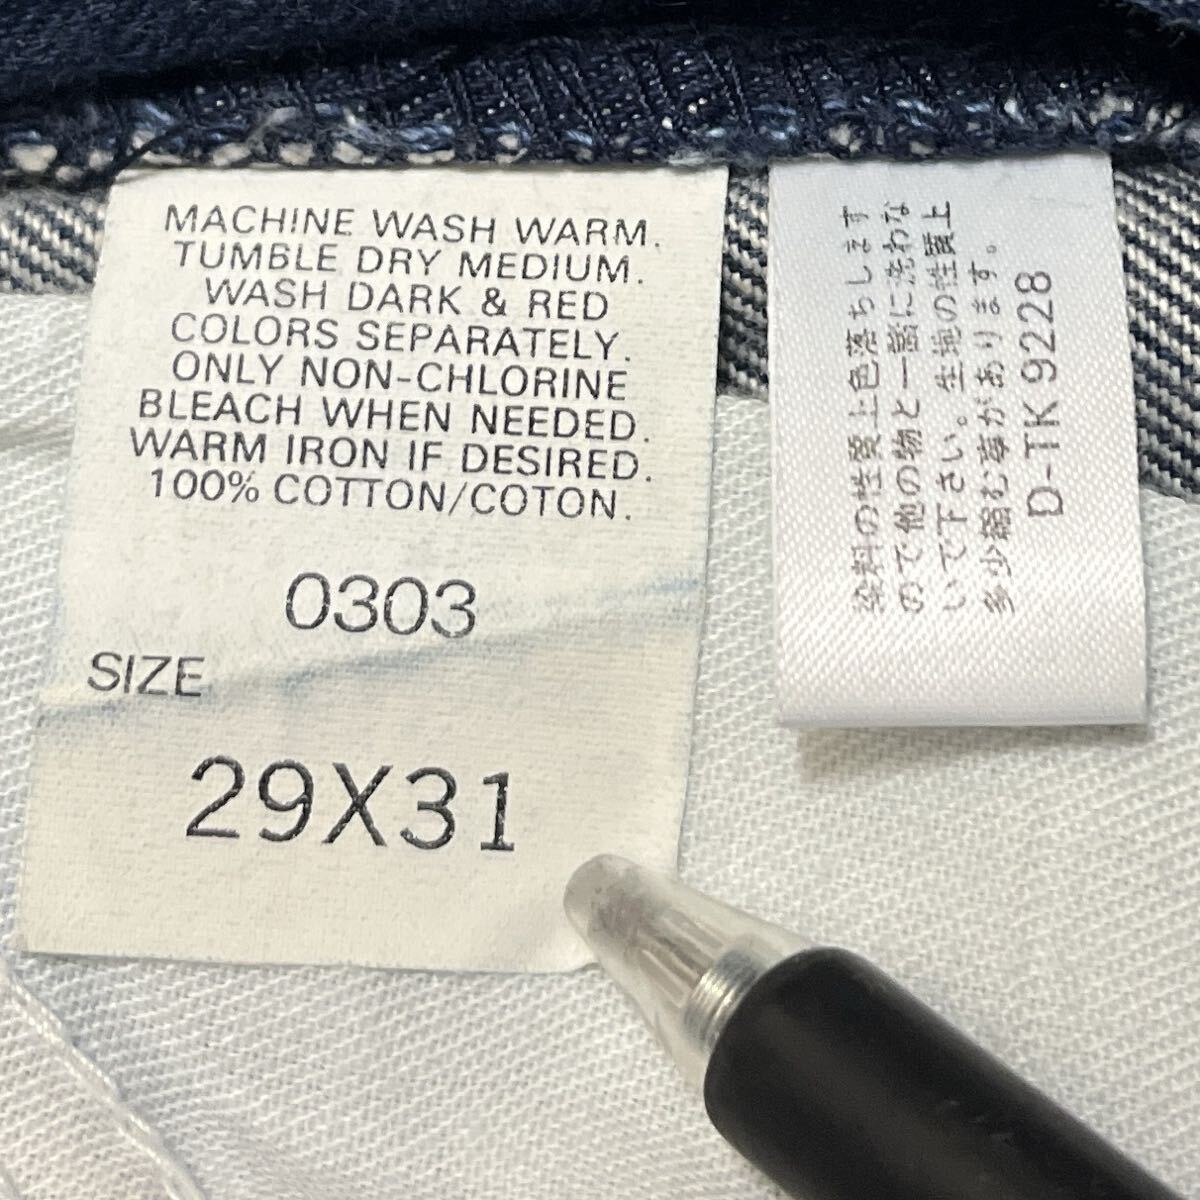 MACHINE WASH WARM.
TUMBLE DRY MEDIUM.
WASH DARK & RED
COLORS SEPARATELY.
ONLY NON-CHLORINE
BLEACH WHEN NEEDED.
WARM IRON IF DESIRED.
100% COTTON/COTON.
0303
SIZE
29X31
染料の性質上色落ちします
ので他の物と一諸に洗わな
いで下さい。生地の性質上
多少縮む事があります。
D-TK 9228